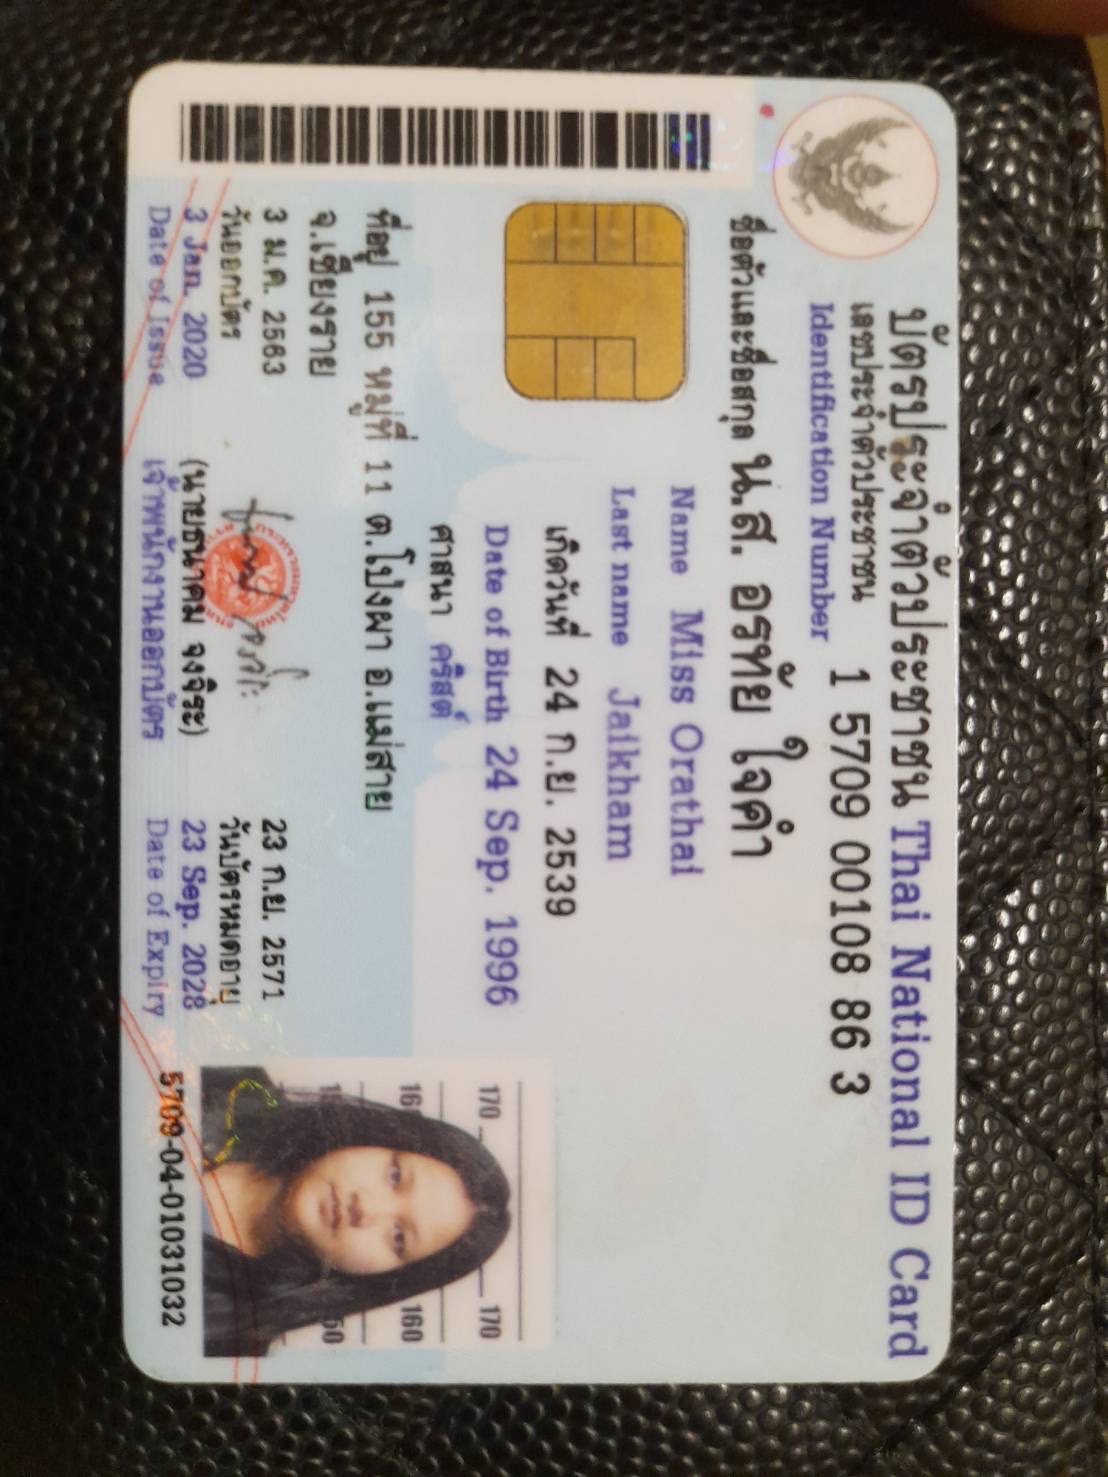 บัตรประจำตัวประชาชน Thai National ID Card
เลขประจำตัวประชาชน
Identification Number
1 5709 00108 86 3
ชื่อตัวและชื่อสกุล น.ส. อรทัย ใจคำ
Name Miss Orathai
Last name Jaikham
เกิดวันที่ 24 ก.ย. 2539
Date of Birth 24 Sep. 1996
ศาสนา คริสต์
ที่อยู่ 155 หมู่ที่ 11 ต.โป่งผา อ.แม่สาย
จ.เชียงราย
3 ม.ค. 2563
วันออกบัตร
3 Jan. 2020
Date of Issue
(นายธนาคม จงจิระ)
เจ้าพนักงานออกบัตร
23 ก.ย. 2571
วันบัตรหมดอายุ
23 Sep. 2028
Date of Expiry
170 170
160 160
5709-04-01031032